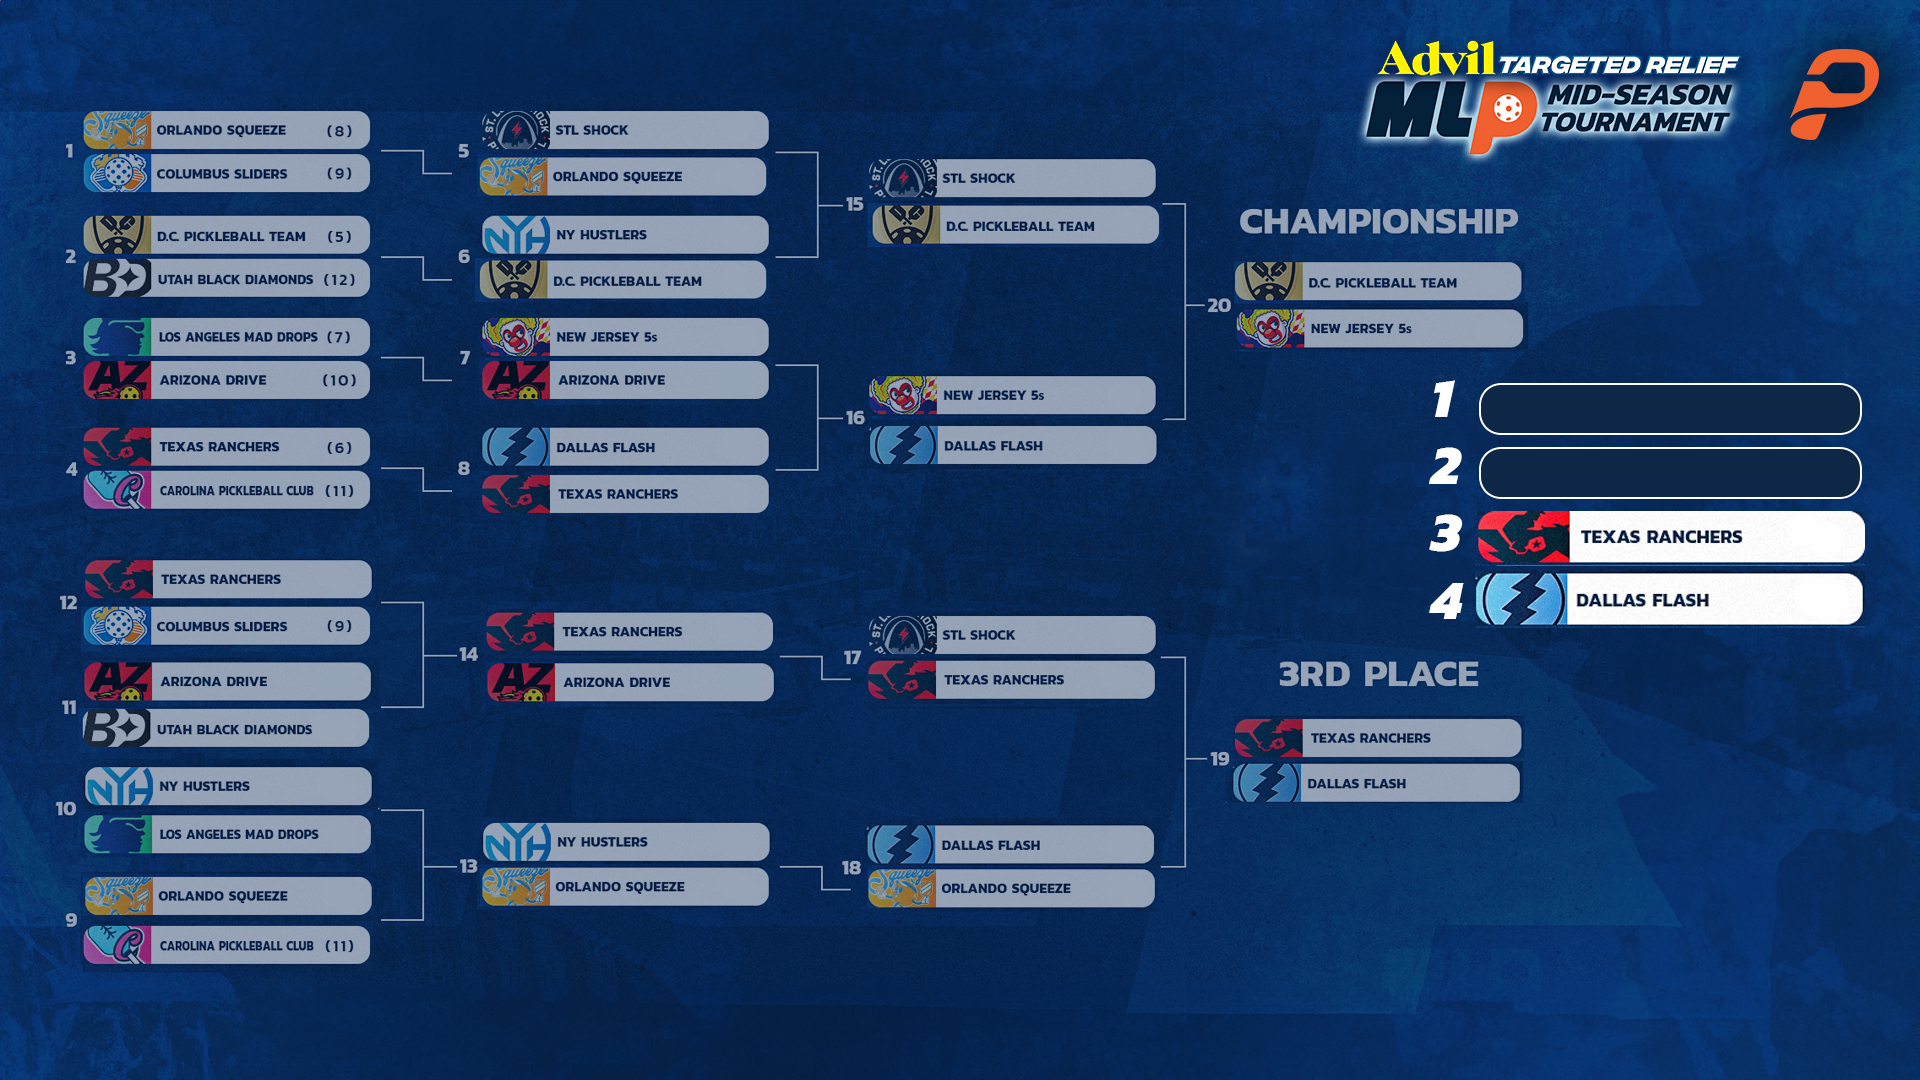 Advil TARGETED RELIEF
MLP MID-SEASON
TOURNAMENT
1
ORLANDO SQUEEZE (8)
COLUMBUS SLIDERS (9)
2
D.C. PICKLEBALL TEAM (5)
UTAH BLACK DIAMONDS (12)
3
LOS ANGELES MAD DROPS (7)
ARIZONA DRIVE (10)
4
TEXAS RANCHERS (6)
CAROLINA PICKLEBALL CLUB (11)
5
STL SHOCK
ORLANDO SQUEEZE
6
NY HUSTLERS
D.C. PICKLEBALL TEAM
7
NEW JERSEY 5s
ARIZONA DRIVE
8
DALLAS FLASH
TEXAS RANCHERS
15
STL SHOCK
D.C. PICKLEBALL TEAM
16
NEW JERSEY 5s
DALLAS FLASH
CHAMPIONSHIP
20
D.C. PICKLEBALL TEAM
NEW JERSEY 5s
1
2
3 TEXAS RANCHERS
4 DALLAS FLASH
12
TEXAS RANCHERS
COLUMBUS SLIDERS (9)
11
ARIZONA DRIVE
UTAH BLACK DIAMONDS
10
NY HUSTLERS
LOS ANGELES MAD DROPS
9
ORLANDO SQUEEZE
CAROLINA PICKLEBALL CLUB (11)
14
TEXAS RANCHERS
ARIZONA DRIVE
13
NY HUSTLERS
ORLANDO SQUEEZE
17
STL SHOCK
TEXAS RANCHERS
18
DALLAS FLASH
ORLANDO SQUEEZE
3RD PLACE
19
TEXAS RANCHERS
DALLAS FLASH